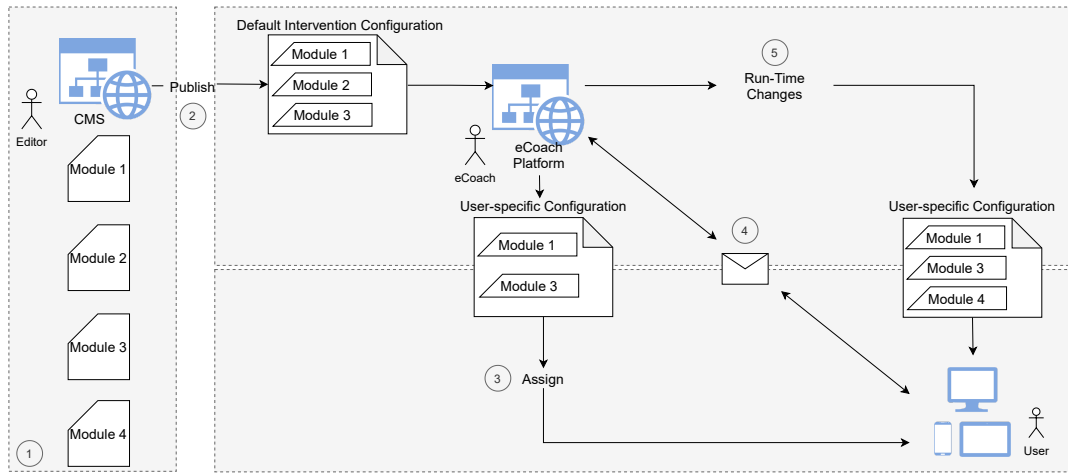 Editor
CMS
Module 1
Module 2
Module 3
Module 4
1
Publish
2
Default Intervention Configuration
Module 1
Module 2
Module 3
eCoach
eCoach
Platform
User-specific Configuration
Module 1
Module 3
3
Assign
4
5
Run-Time
Changes
User-specific Configuration
Module 1
Module 3
Module 4
User